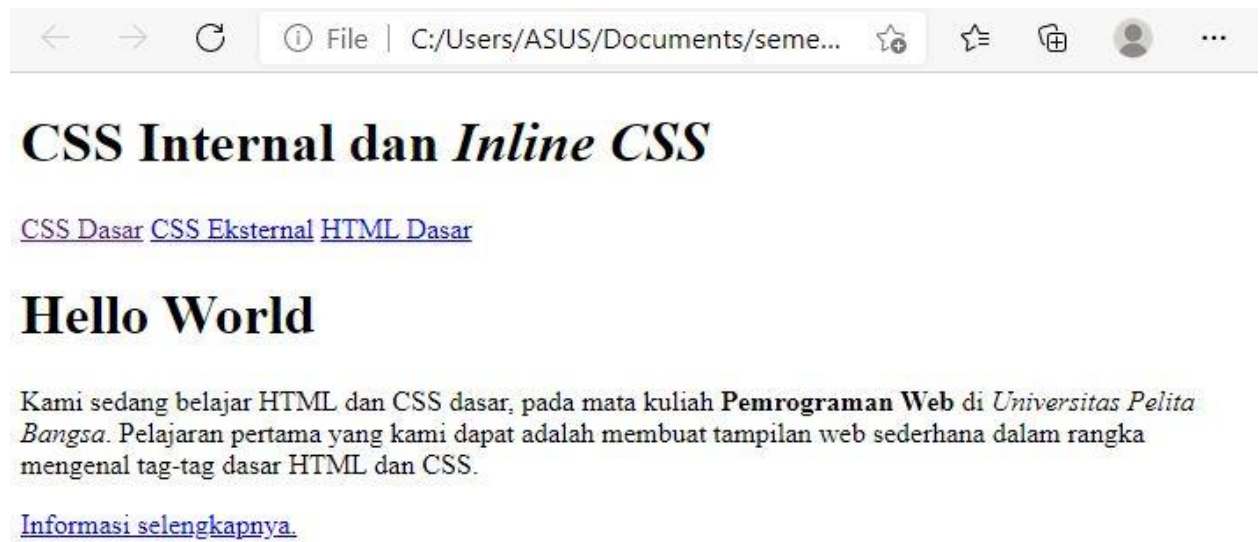 File | C:/Users/ASUS/Documents/seme...
CSS Internal dan Inline CSS
CSS Dasar CSS Eksternal HTML Dasar
Hello World
Kami sedang belajar HTML dan CSS dasar, pada mata kuliah Pemrograman Web di Universitas Pelita
Bangsa. Pelajaran pertama yang kami dapat adalah membuat tampilan web sederhana dalam rangka
mengenal tag-tag dasar HTML dan CSS.
Informasi selengkapnya.